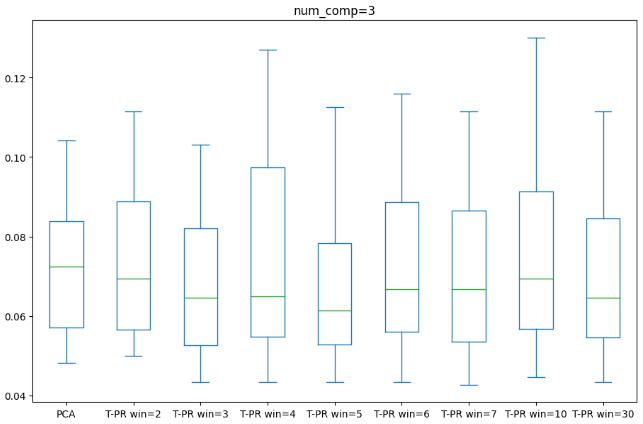 num_comp=3
0.12
0.10
0.08
0.06
0.04
PCA T-PR win=2 T-PR win=3 T-PR win=4 T-PR win=5 T-PR win=6 T-PR win=7 T-PR win=10 T-PR win=30